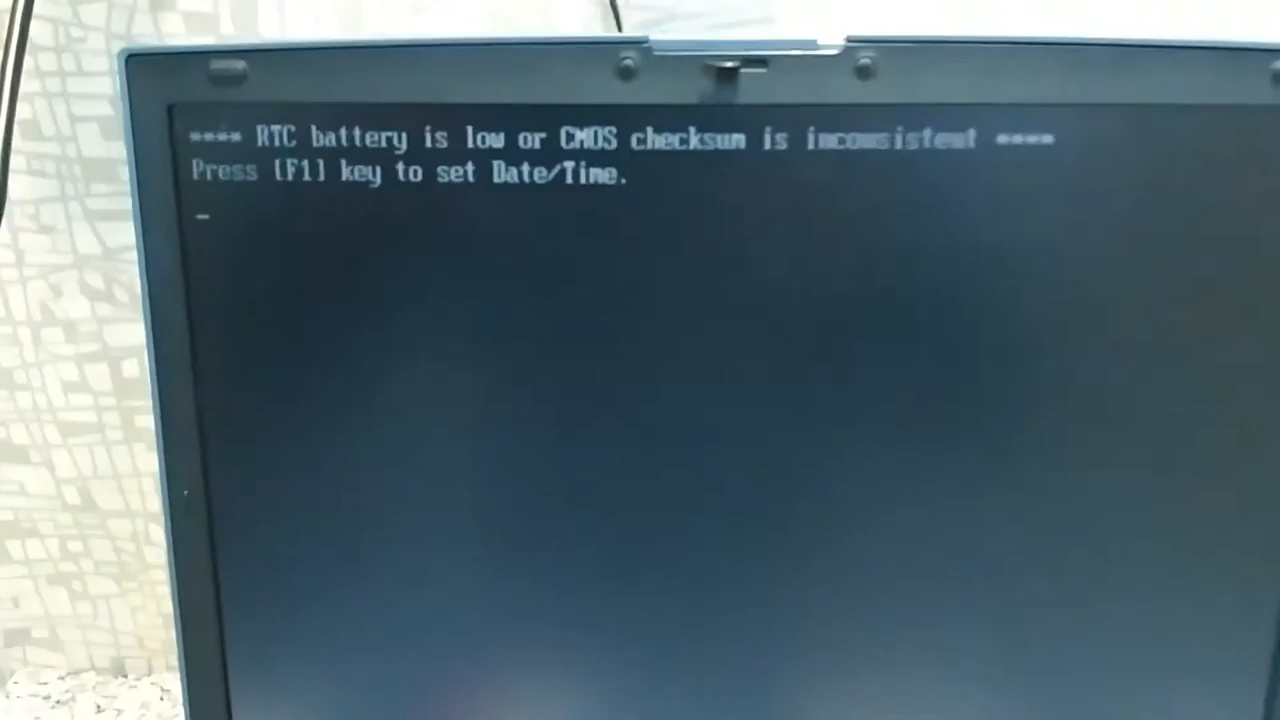 **** RTC battery is low or CMOS checksum is inconsistent ****
Press [F1] key to set Date/Time.
_